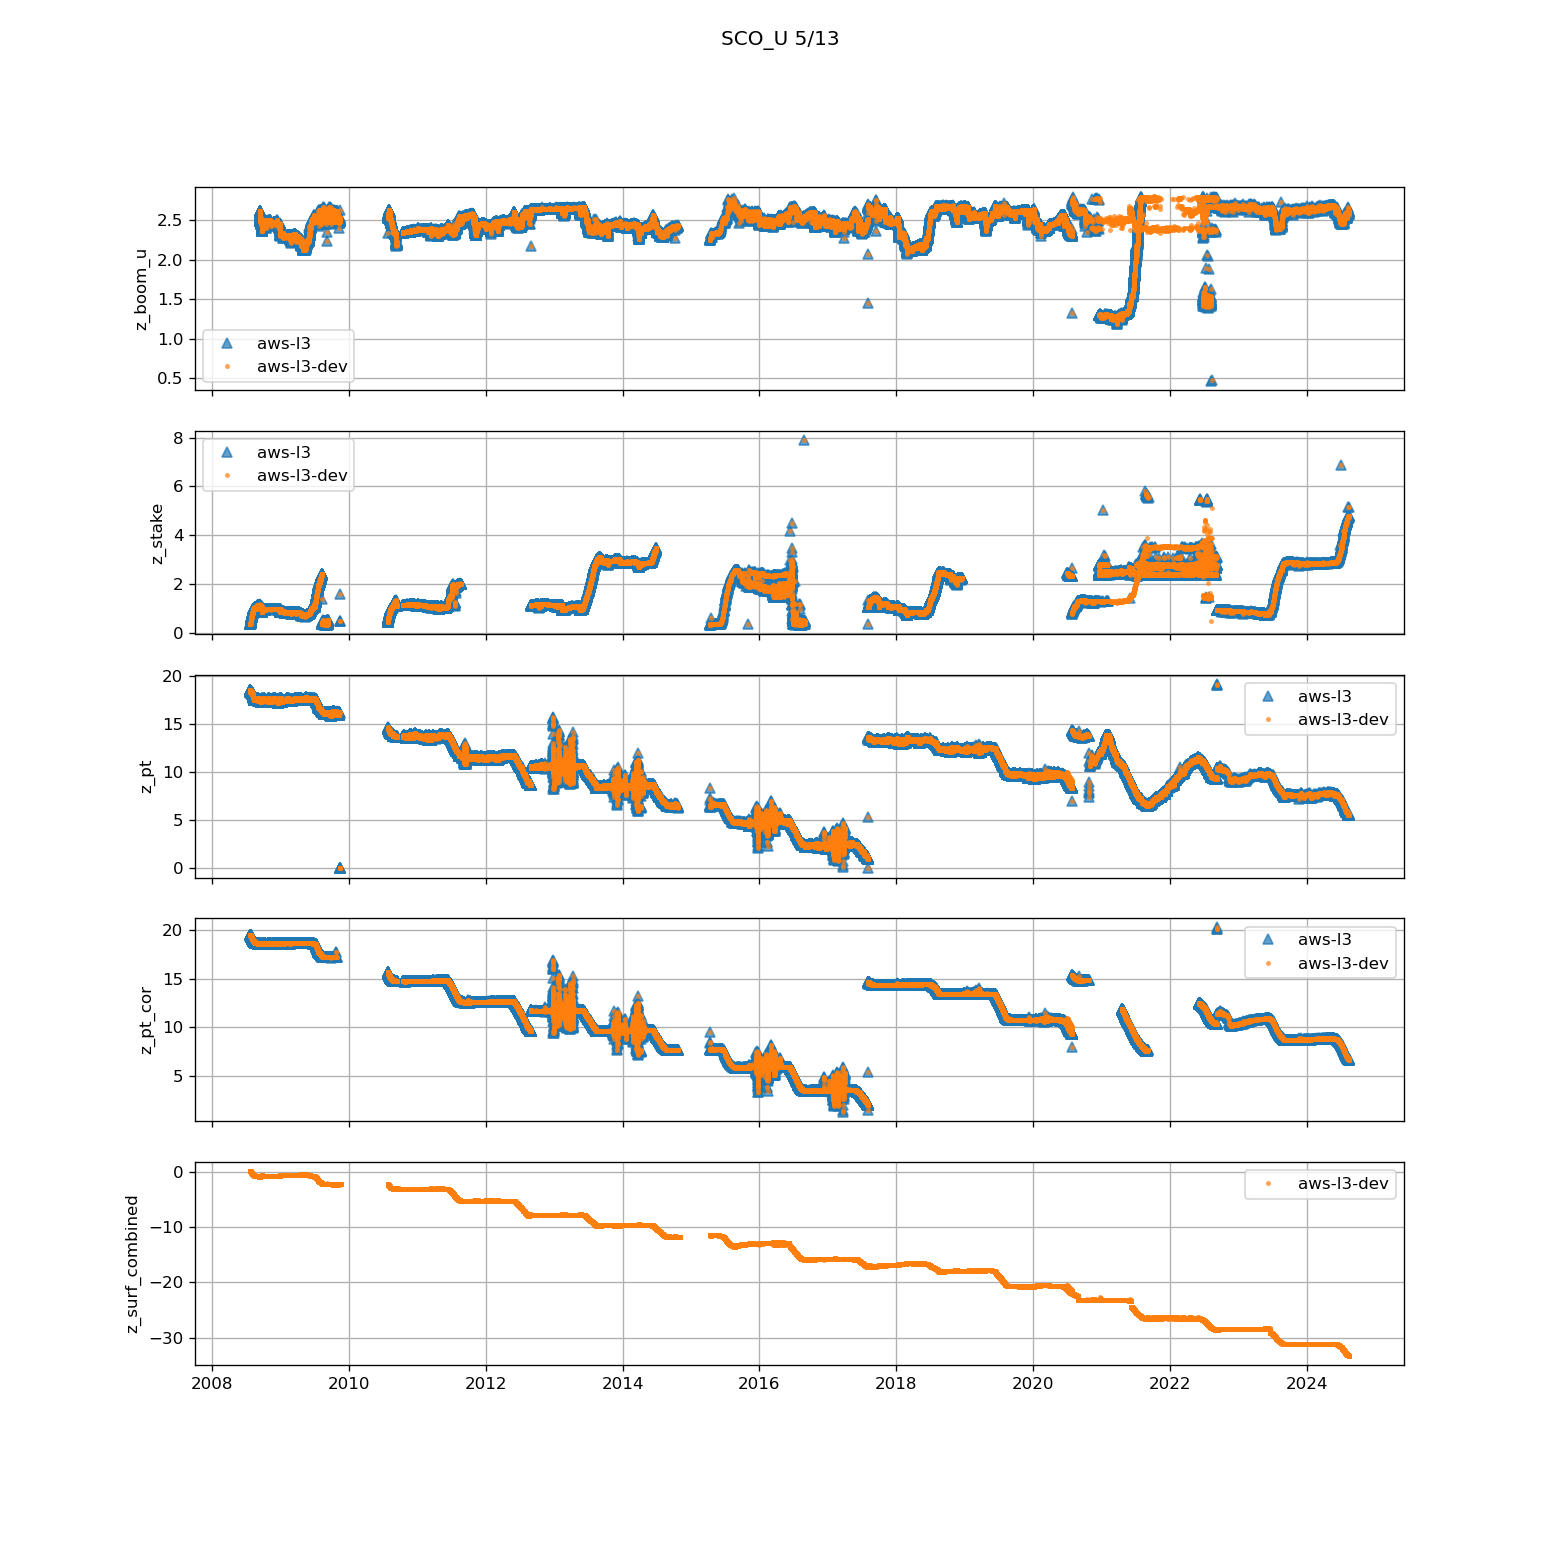 SCO_U 5/13
z_boom_u
2.5
2.0
1.5
1.0
0.5
aws-l3
aws-l3-dev
z_stake
8
6
4
2
0
aws-l3
aws-l3-dev
z_pt
20
15
10
5
0
aws-l3
aws-l3-dev
z_pt_cor
20
15
10
5
aws-l3
aws-l3-dev
z_surf_combined
0
−10
−20
−30
aws-l3-dev
2008 2010 2012 2014 2016 2018 2020 2022 2024